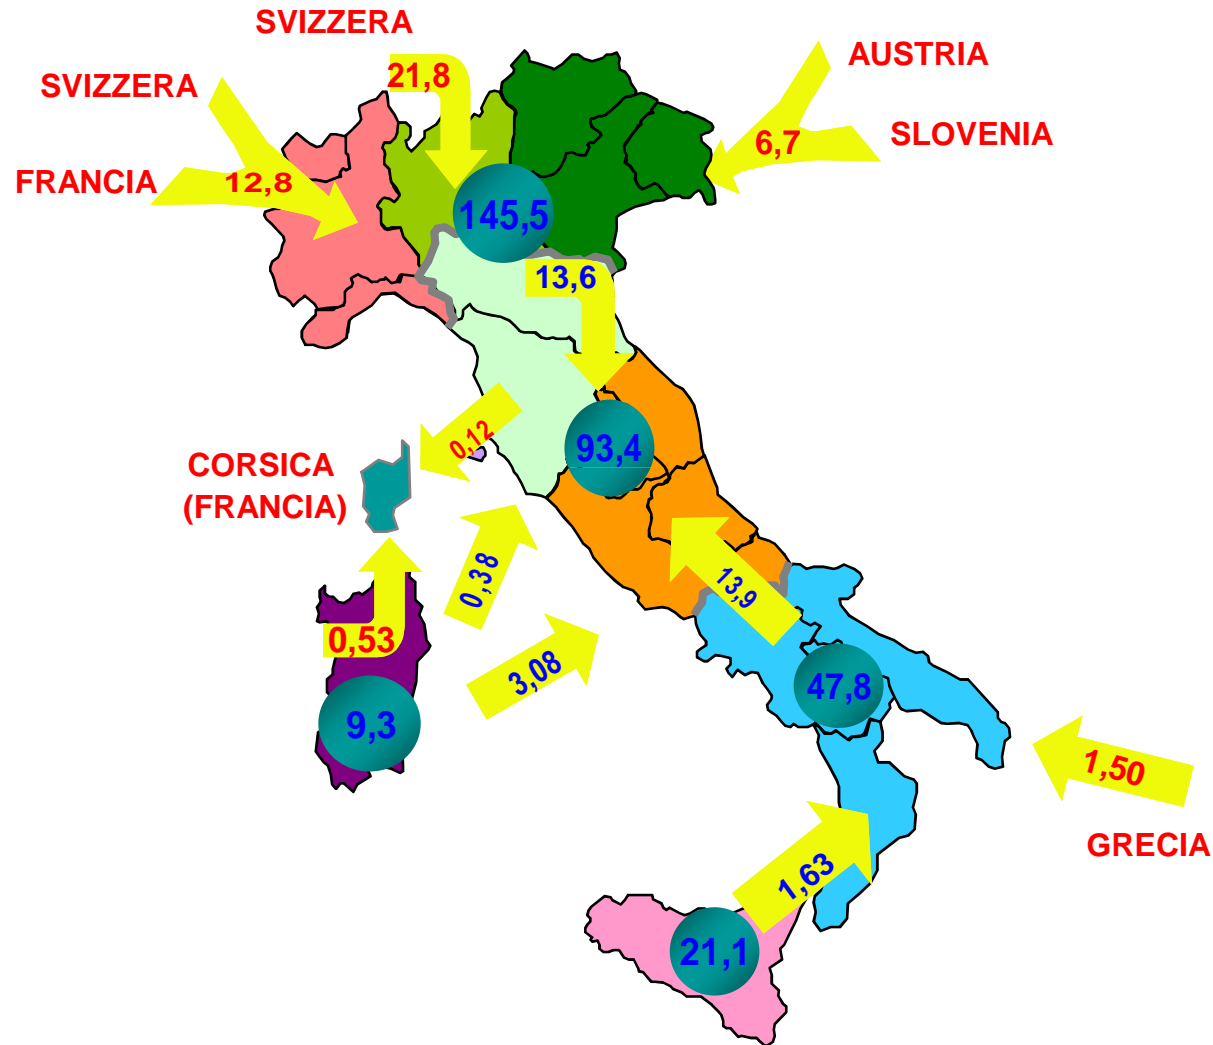 SVIZZERA
21,8
AUSTRIA
SVIZZERA
SLOVENIA
6,7
FRANCIA
12,8
145,5
13,6
0,12
93,4
CORSICA
(FRANCIA)
0,38
13,9
0,53
3,08
47,8
9,3
1,50
GRECIA
1,63
21,1